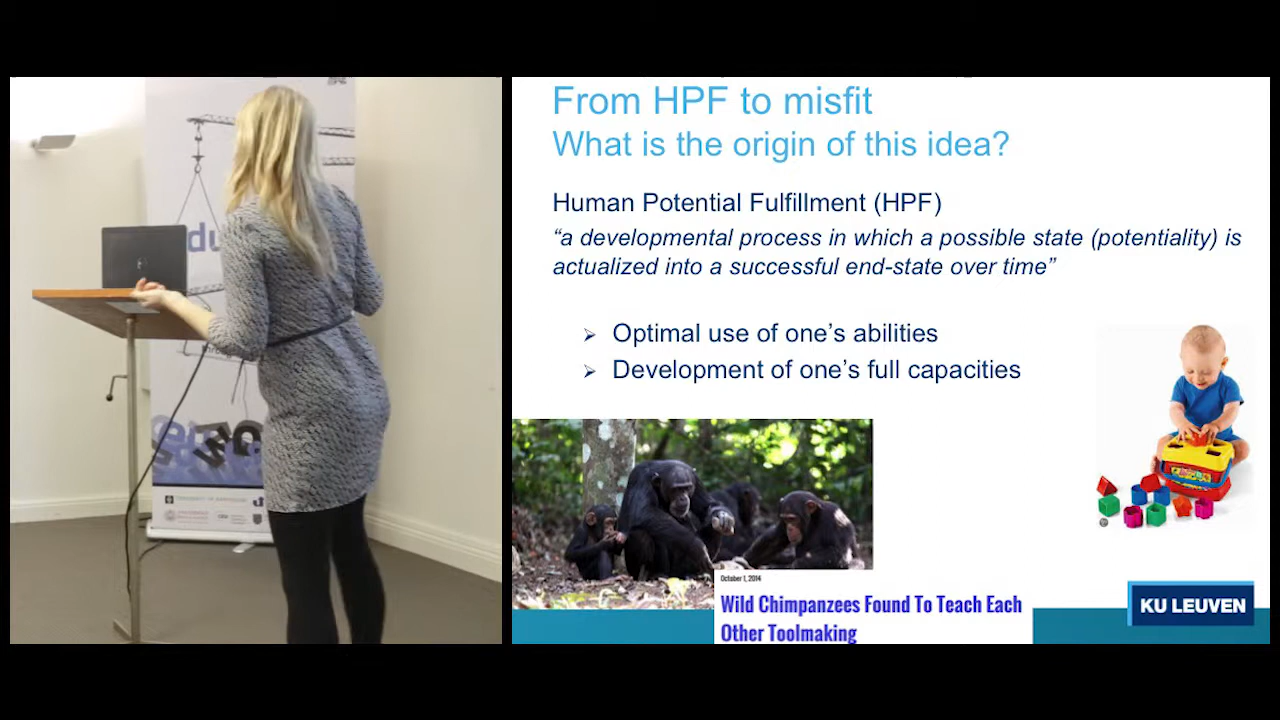 From HPF to misfit
What is the origin of this idea?
Human Potential Fulfillment (HPF)
“a developmental process in which a possible state (potentiality) is
actualized into a successful end-state over time”
➢ Optimal use of one’s abilities
➢ Development of one’s full capacities
October 1, 2014
Wild Chimpanzees Found To Teach Each
Other Toolmaking
KU LEUVEN